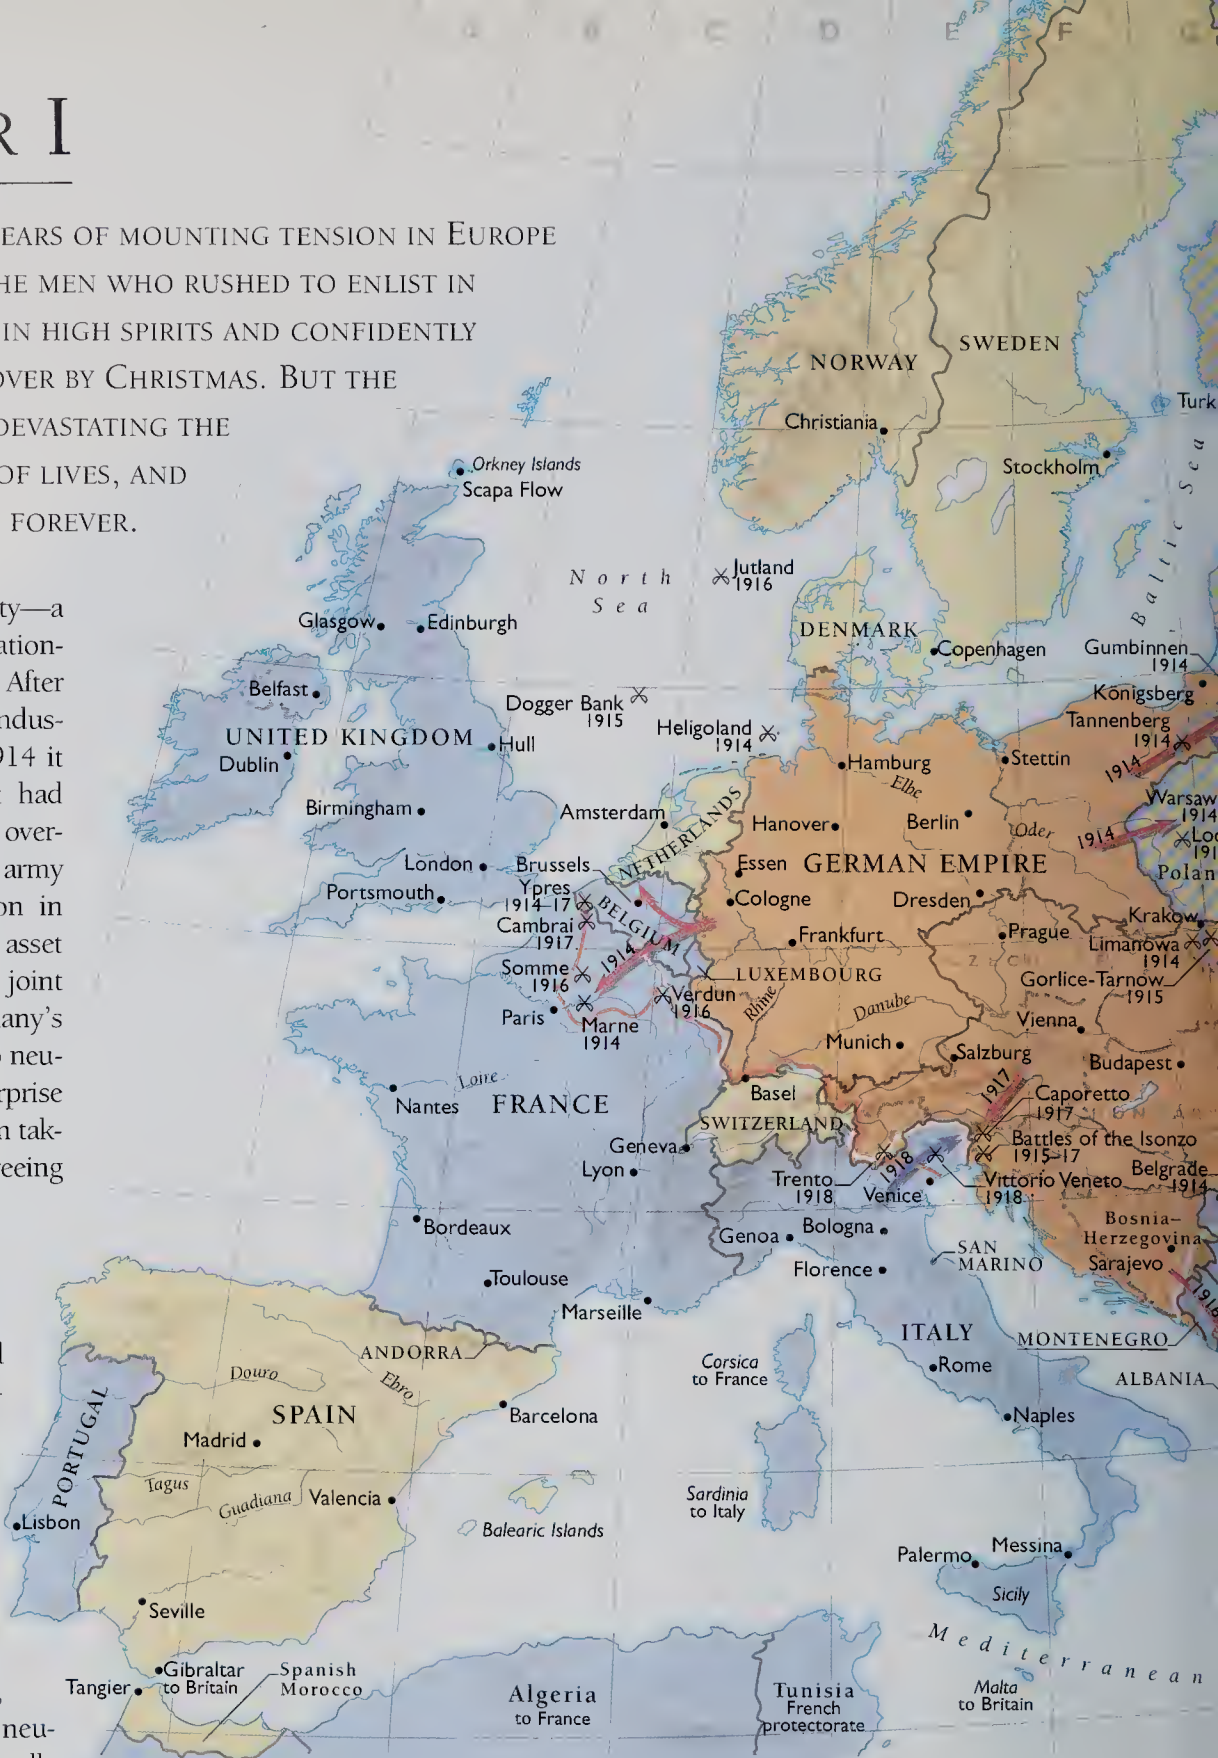 A B C D E F G
R I
EARS OF MOUNTING TENSION IN EUROPE
HE MEN WHO RUSHED TO ENLIST IN
IN HIGH SPIRITS AND CONFIDENTLY
OVER BY CHRISTMAS. BUT THE
DEVASTATING THE
OF LIVES, AND
FOREVER.
ty—a
ation-
After
ndus-
914 it
had
over-
army
on in
asset
joint
any's
neu-
rprise
n tak-
reeing
neu-
NORWAY
SWEDEN
Christiania
Stockholm
Turk
Baltic Sea
Orkney Islands
Scapa Flow
North
Sea
Jutland
1916
Glasgow
Edinburgh
DENMARK
Copenhagen
Gumbinnen
1914
Belfast
Dogger Bank
1915
Königsberg
Heligoland
1914
Tannenberg
1914
1914
UNITED KINGDOM
Hull
Dublin
Hamburg
Elbe
Stettin
Birmingham
Amsterdam
NETHERLANDS
Hanover
Berlin
Oder
Warsaw
1914
1914
Lod
191
Polan
London
Brussels
Essen
GERMAN EMPIRE
Portsmouth
Ypres
1914-17
BELGIUM
Cologne
Dresden
Cambrai
1917
Frankfurt
Prague
Krakow
Limanowa
1914
Somme
1916
1914
LUXEMBOURG
Gorlice-Tarnow
1915
Verdun
1916
Rhine
Danube
Paris
Marne
1914
Vienna
Munich
Salzburg
Budapest
Loire
Nantes
FRANCE
Basel
1917
Caporetto
1917
SWITZERLAND
Geneva
Battles of the Isonzo
1915-17
Lyon
Trento
1918
1918
Venice
Vittorio Veneto
1918
Belgrade
1914
Bordeaux
Genoa
Bologna
Bosnia-
Herzegovina
SAN
MARINO
Florence
Sarajevo
Toulouse
Marseille
ITALY
MONTENEGRO
ANDORRA
Corsica
to France
Rome
ALBANIA
Douro
Ebro
SPAIN
Barcelona
Naples
PORTUGAL
Madrid
Tagus
Guadiana
Valencia
Sardinia
to Italy
Lisbon
Balearic Islands
Palermo
Messina
Sicily
Seville
Mediterranean
Gibraltar
to Britain
Spanish
Morocco
Tangier
Algeria
to France
Tunisia
French
protectorate
Malta
to Britain